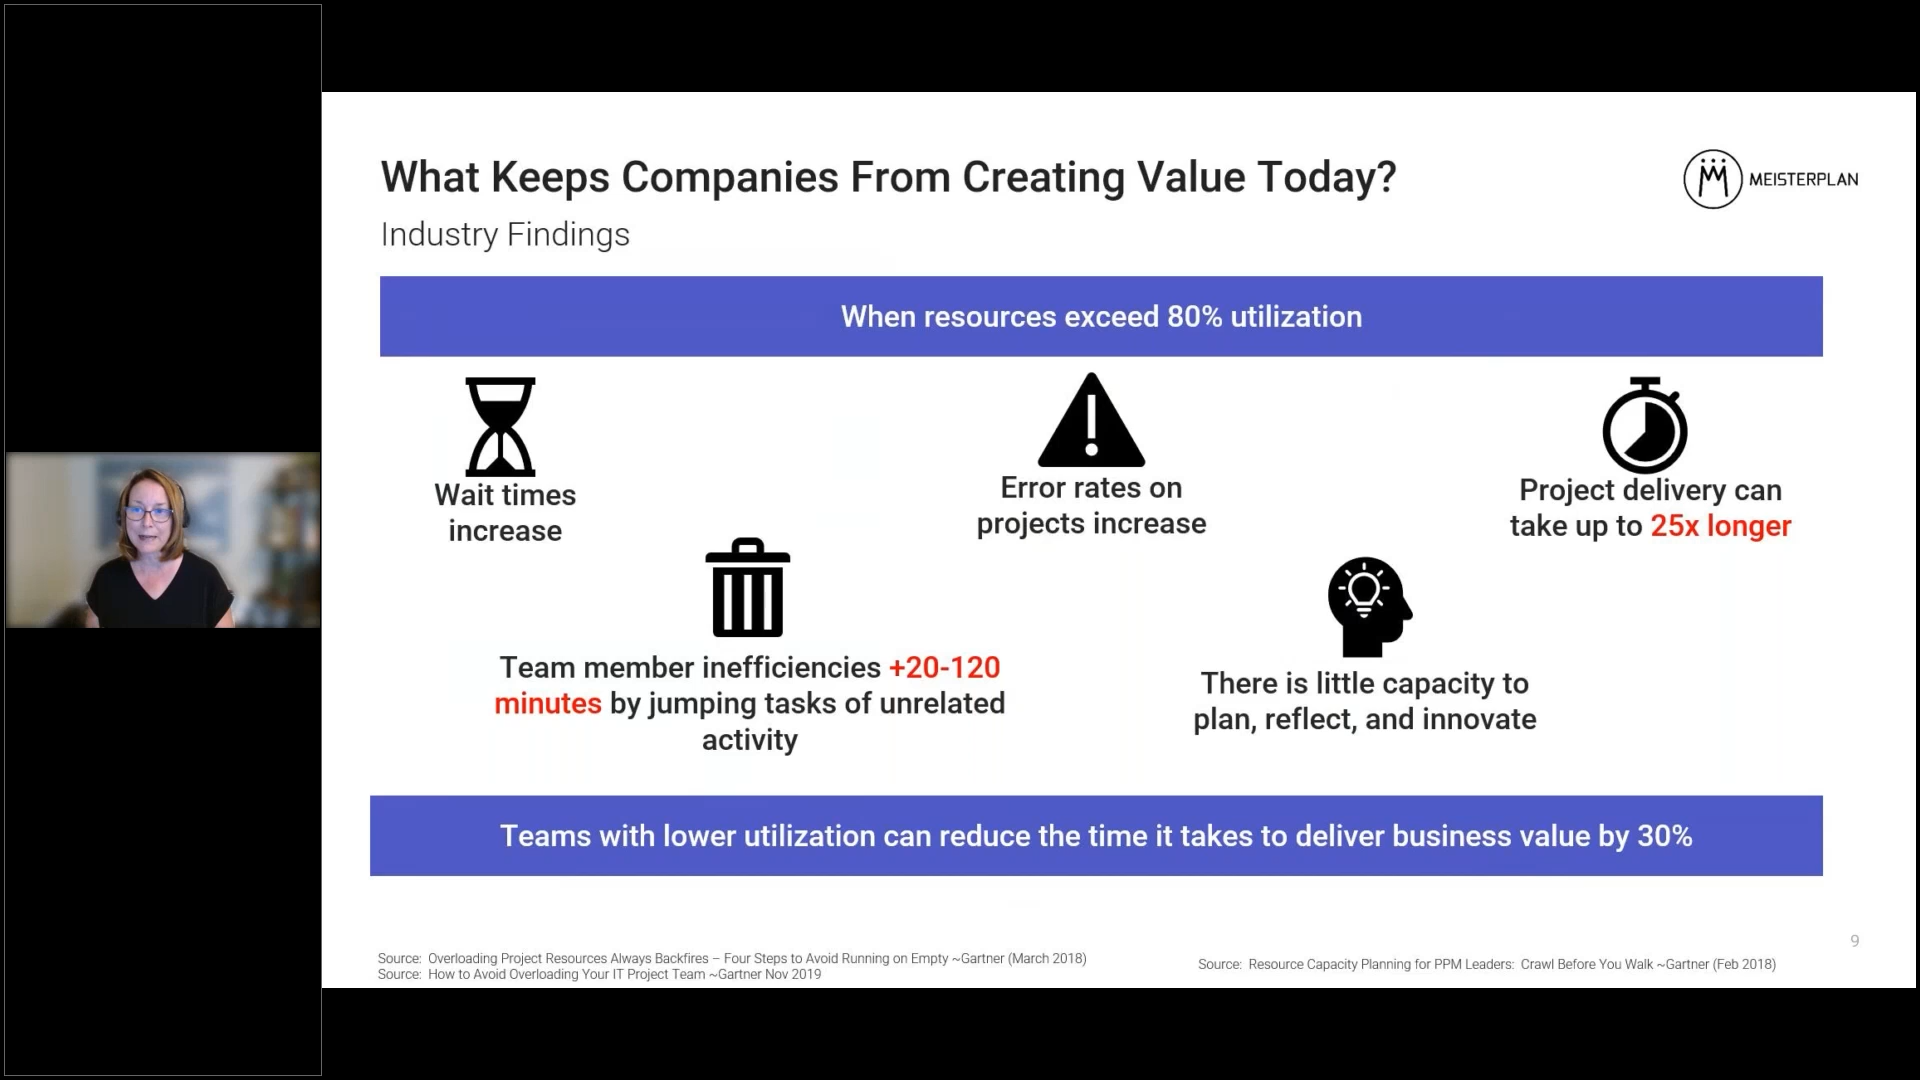 What Keeps Companies From Creating Value Today?
MEISTERPLAN
Industry Findings
When resources exceed 80% utilization
Wait times
increase
Error rates on
projects increase
Project delivery can
take up to 25x longer
Team member inefficiencies +20-120
minutes by jumping tasks of unrelated
activity
There is little capacity to
plan, reflect, and innovate
Teams with lower utilization can reduce the time it takes to deliver business value by 30%
9
Source:  Overloading Project Resources Always Backfires – Four Steps to Avoid Running on Empty ~Gartner (March 2018)
Source:  How to Avoid Overloading Your IT Project Team ~Gartner Nov 2019
Source:  Resource Capacity Planning for PPM Leaders:  Crawl Before You Walk ~Gartner (Feb 2018)